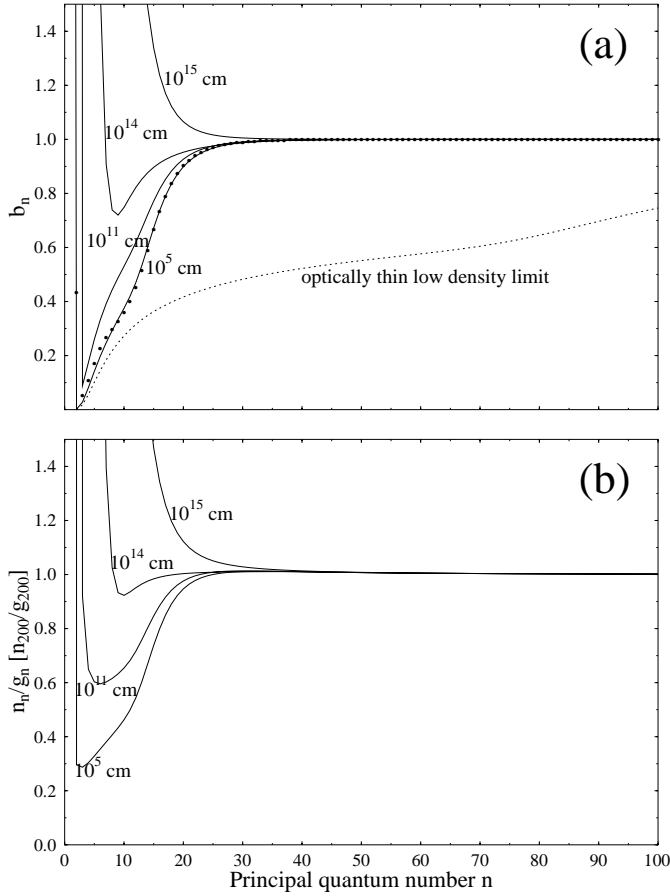 1.4
(a)
10^15 cm
1.2
10^14 cm
1.0
0.8
b_n
0.6
10^11 cm
10^5 cm
optically thin low density limit
0.4
0.2
1.4
(b)
1.2
10^15 cm
10^14 cm
1.0
n_n/g_n [n_200/g_200]
0.8
0.6
10^11 cm
0.4
10^5 cm
0.2
0.0
0 10 20 30 40 50 60 70 80 90 100
Principal quantum number n